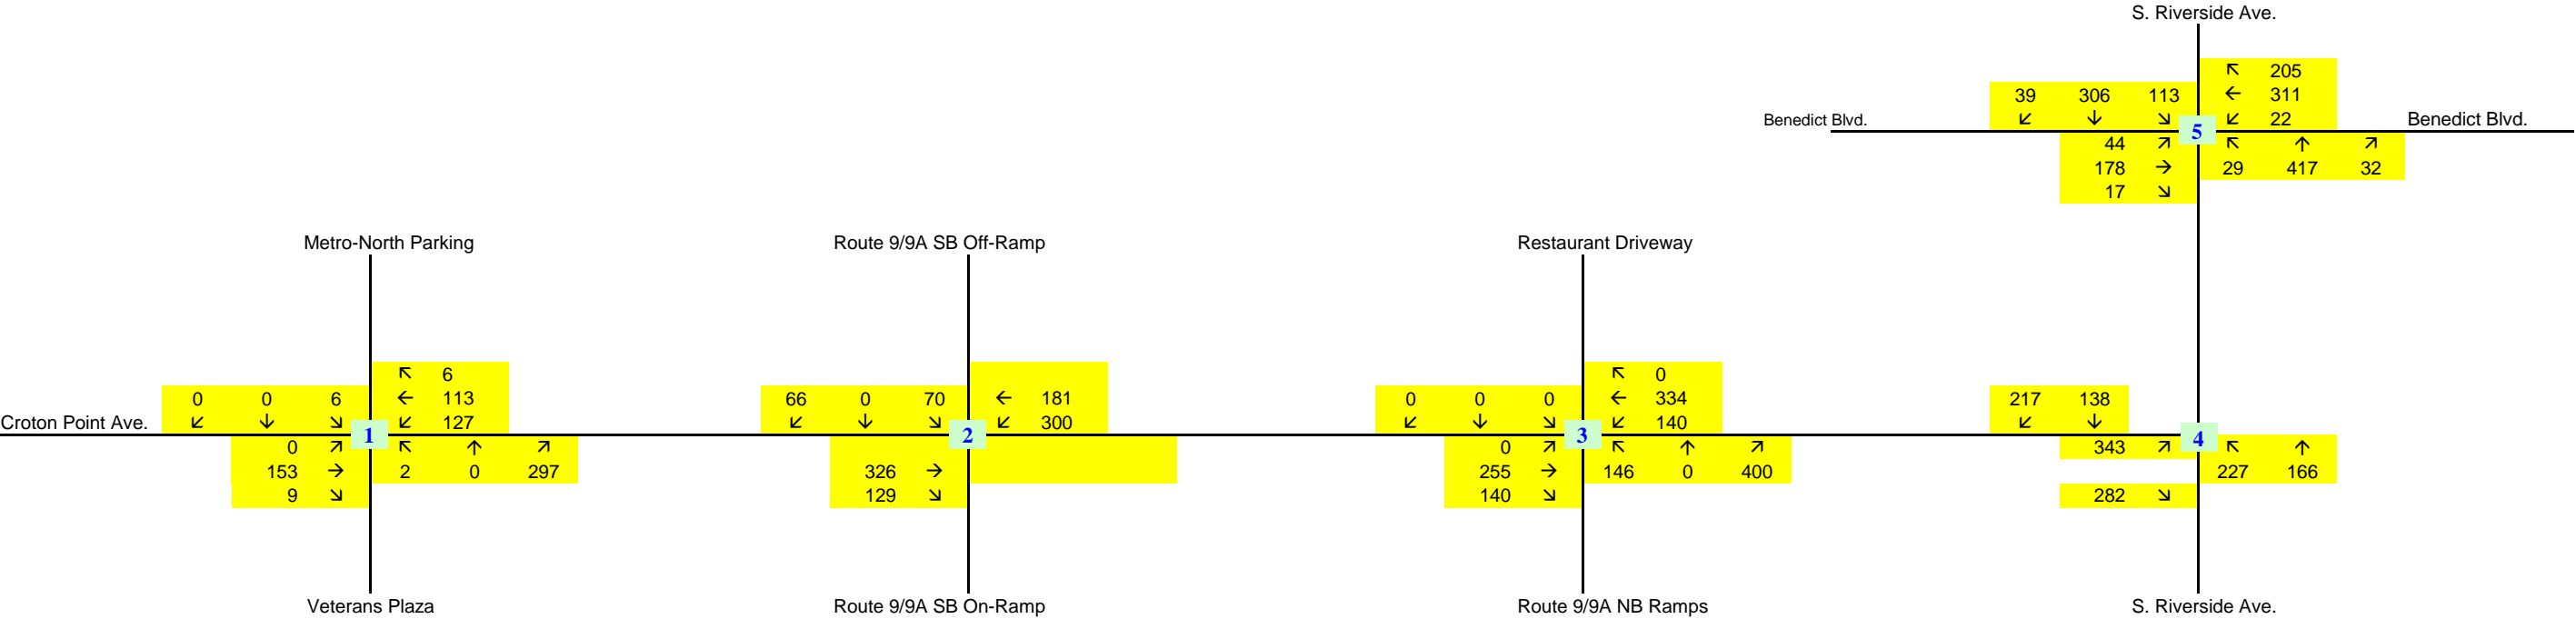 S. Riverside Ave.
↖ 205
39 306 113 ← 311
Benedict Blvd. ↙ ↓ ↘ ↙ 22 Benedict Blvd.
5
44 ↗ ↖ ↑ ↗
178 → 29 417 32
17 ↘
Metro-North Parking Route 9/9A SB Off-Ramp Restaurant Driveway
↖ 6 ↖ 0
0 0 6 ← 113 66 0 70 ← 181 0 0 0 ← 334 217 138
Croton Point Ave. ↙ ↓ ↘ ↙ 127 ↙ ↓ ↘ ↙ 300 ↙ ↓ ↘ ↙ 140 ↙ ↓
1 2 3 4
0 ↗ ↖ ↑ ↗ 0 ↗ ↖ ↑ ↗ 343 ↗ ↖ ↑
153 → 2 0 297 326 → 255 → 146 0 400 227 166
9 ↘ 129 ↘ 140 ↘ 282 ↘
Veterans Plaza Route 9/9A SB On-Ramp Route 9/9A NB Ramps S. Riverside Ave.